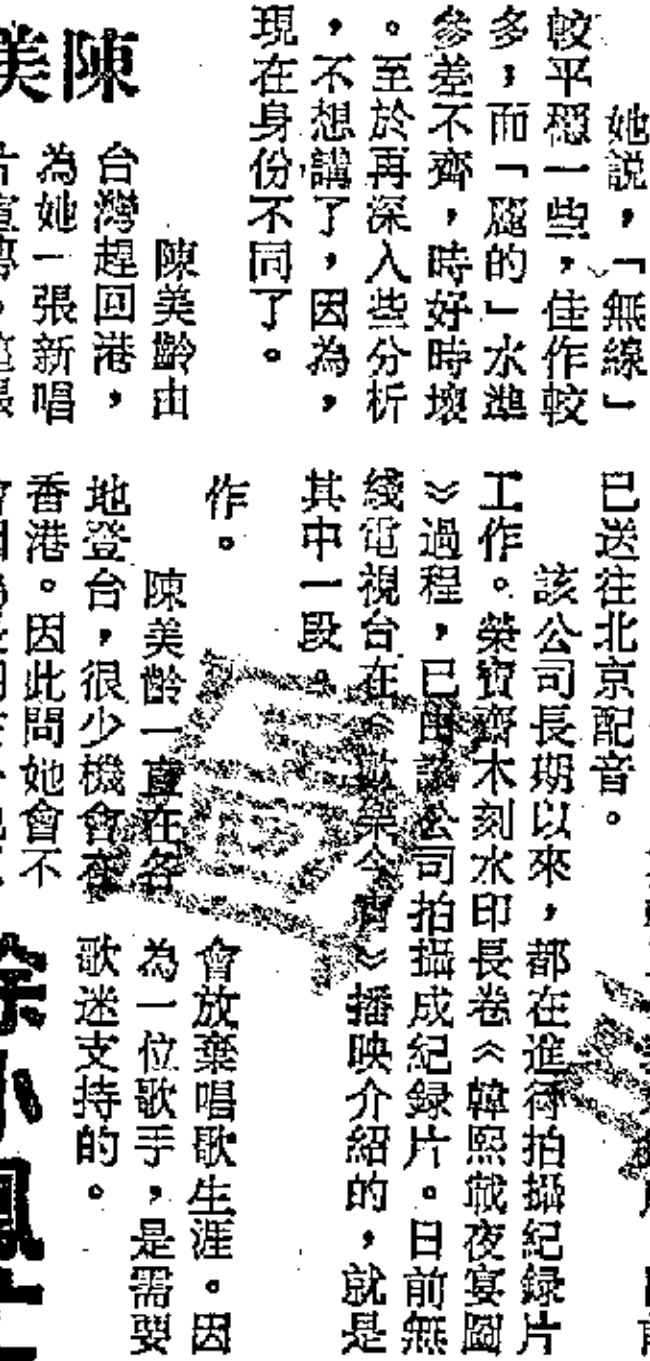 她說，「無線」
較平穩一些，佳作較
多，而「麗的」水準
參差不齊，時好時壞
。至於再深入些分析
，不想講了，因為，
現在身份不同了。
陳美
陳美齡由
台灣趕回港，
為她一張新唱
已送往北京配音。
該公司長期以來，都在進行拍攝紀録片
工作。榮寶齋木刻水印長卷《韓熙戴夜宴圖
》過程，已由該公司拍攝成紀録片。日前無
綫電視台在《歡樂今宵》播映介紹的，就是
其中一段。
作。
陳美齡一直在各
地登台，很少機會在
香港。因此問她會不
會放棄唱歌生涯。因
為一位歌手，是需要
歌迷支持的。
徐小鳳